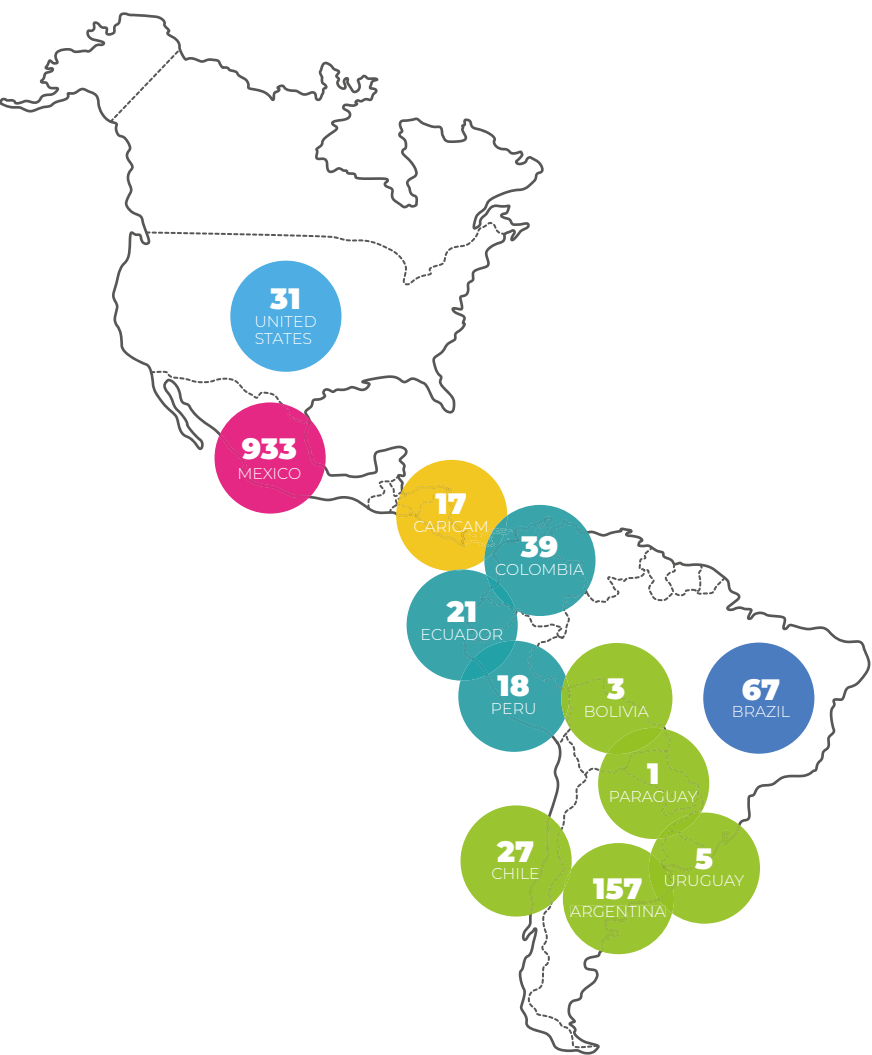 31
UNITED
STATES
933
MEXICO
17
CARICAM
39
COLOMBIA
21
ECUADOR
18
PERU
3
BOLIVIA
67
BRAZIL
1
PARAGUAY
27
CHILE
157
ARGENTINA
5
URUGUAY